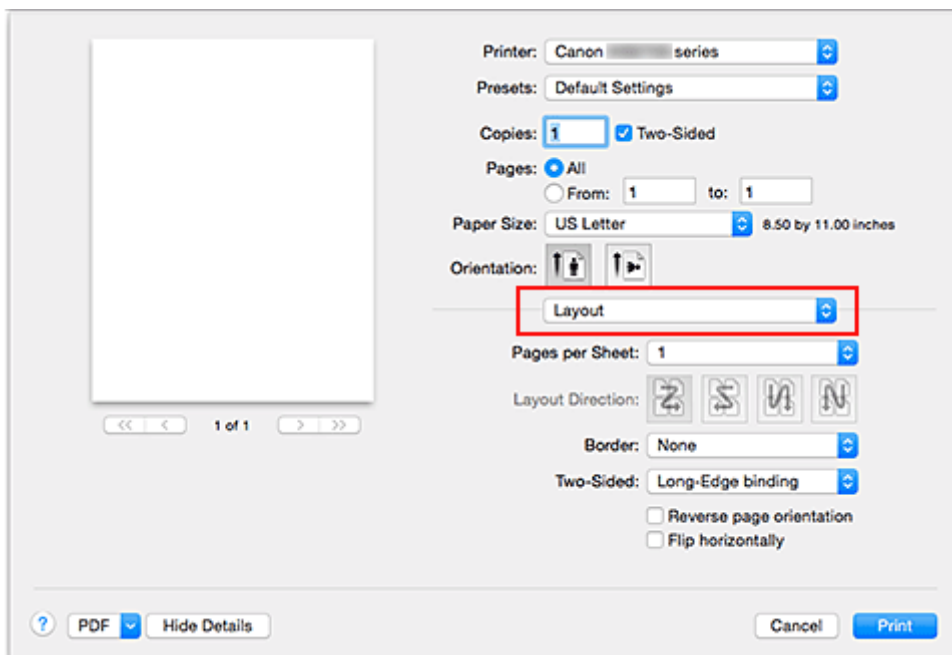 Printer: Canon series
Presets: Default Settings
Copies: 1 Two-Sided
Pages: All
From: 1 to: 1
Paper Size: US Letter 8.50 by 11.00 inches
Orientation:
Layout
Pages per Sheet: 1
Layout Direction:
1 of 1
Border: None
Two-Sided: Long-Edge binding
Reverse page orientation
Flip horizontally
? PDF Hide Details Cancel Print